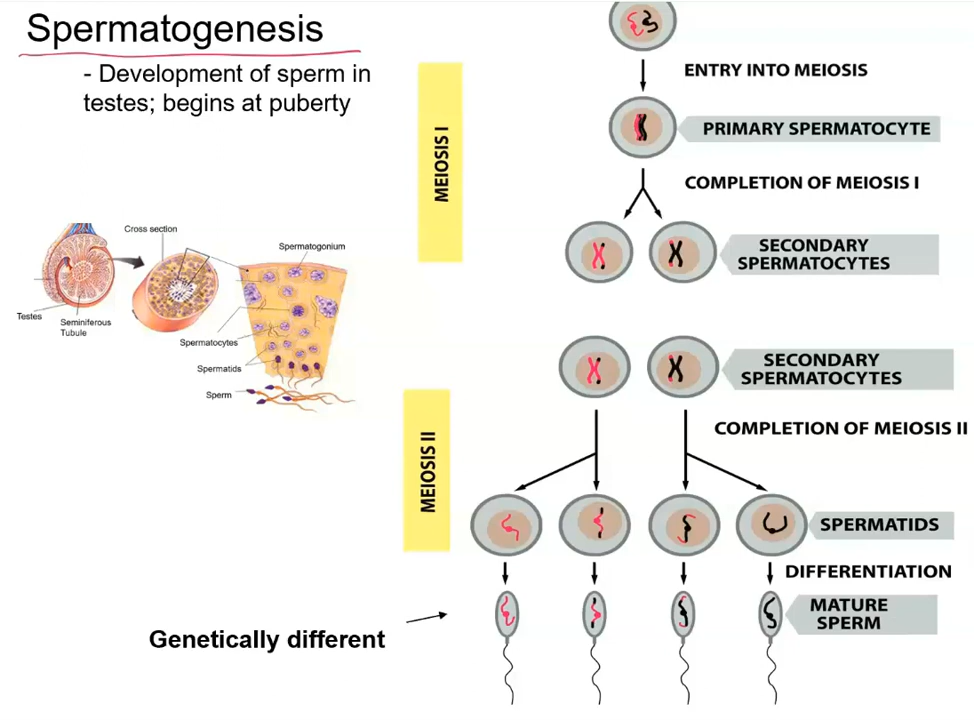 Spermatogenesis
- Development of sperm in
testes; begins at puberty
MEIOSIS I
ENTRY INTO MEIOSIS
PRIMARY SPERMATOCYTE
COMPLETION OF MEIOSIS I
SECONDARY
SPERMATOCYTES
Cross section
Spermatogonium
Testes
Seminiferous
Tubule
Spermatocytes
Spermatids
Sperm
SECONDARY
SPERMATOCYTES
MEIOSIS II
COMPLETION OF MEIOSIS II
SPERMATIDS
DIFFERENTIATION
MATURE
SPERM
Genetically different